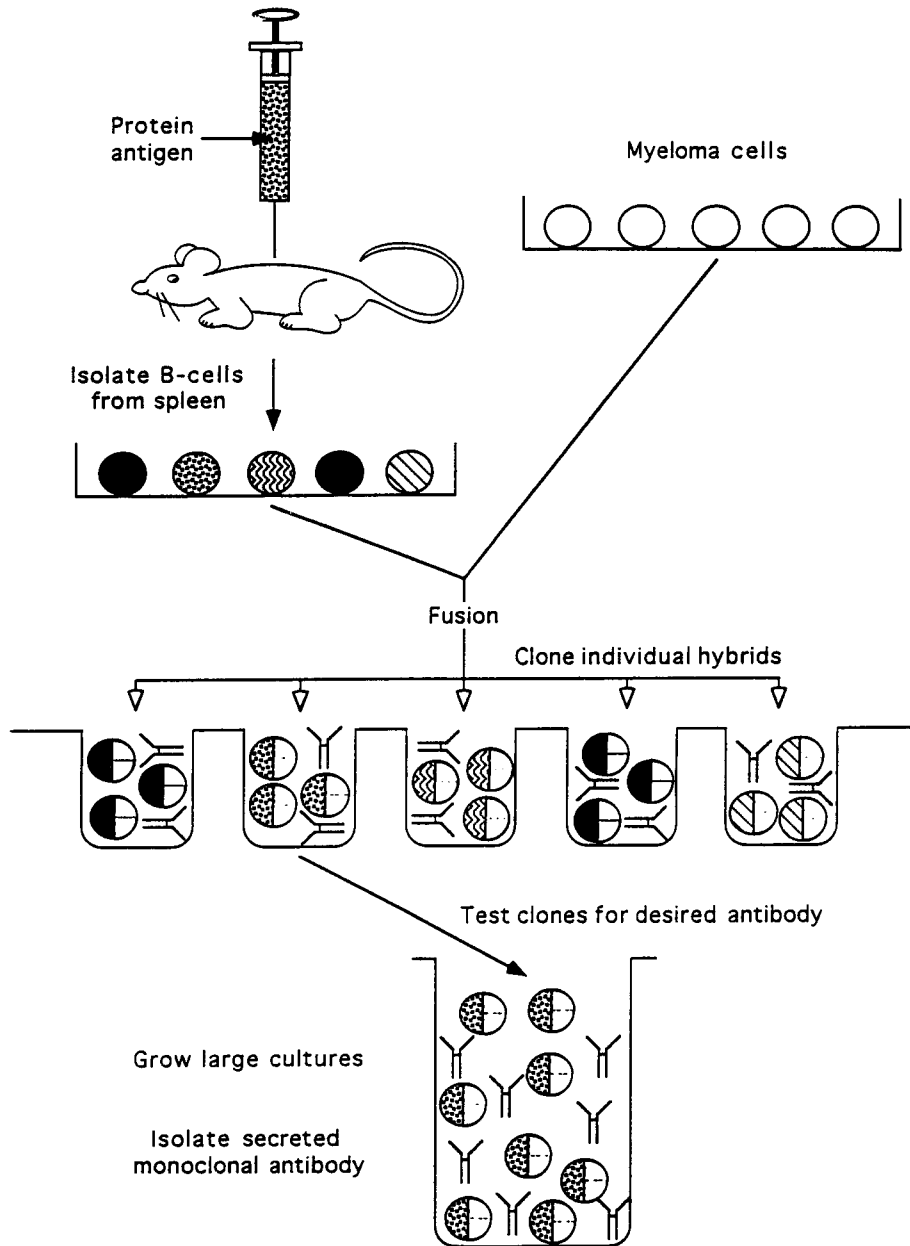 Protein
antigen
Myeloma cells
Isolate B-cells
from spleen
Fusion
Clone individual hybrids
Test clones for desired antibody
Grow large cultures
Isolate secreted
monoclonal antibody